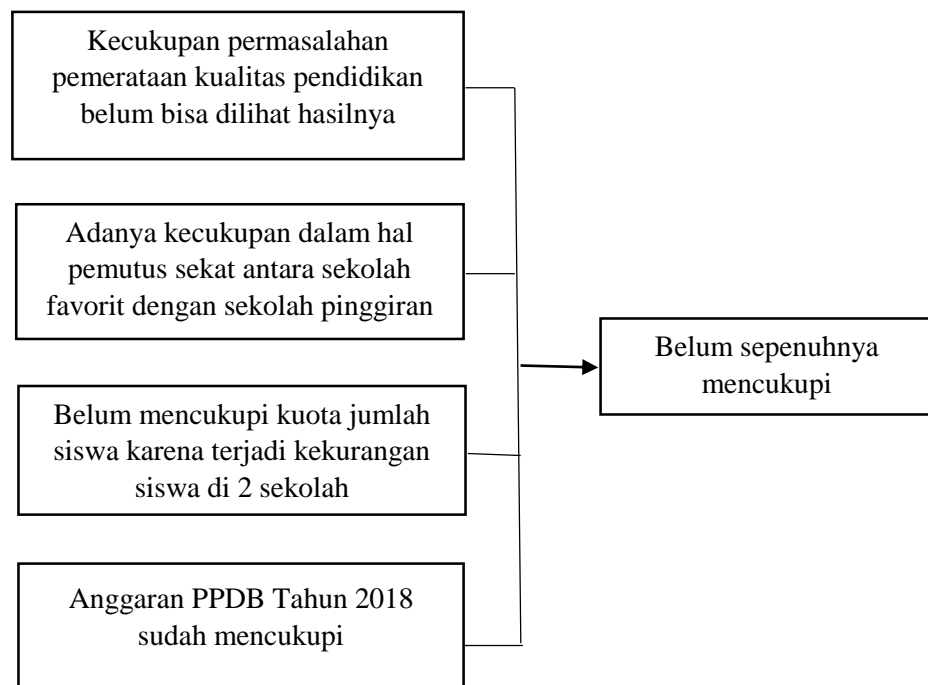 Kecukupan permasalahan
pemerataan kualitas pendidikan
belum bisa dilihat hasilnya
Adanya kecukupan dalam hal
pemutus sekat antara sekolah
favorit dengan sekolah pinggiran
Belum mencukupi kuota jumlah
siswa karena terjadi kekurangan
siswa di 2 sekolah
Anggaran PPDB Tahun 2018
sudah mencukupi
Belum sepenuhnya
mencukupi